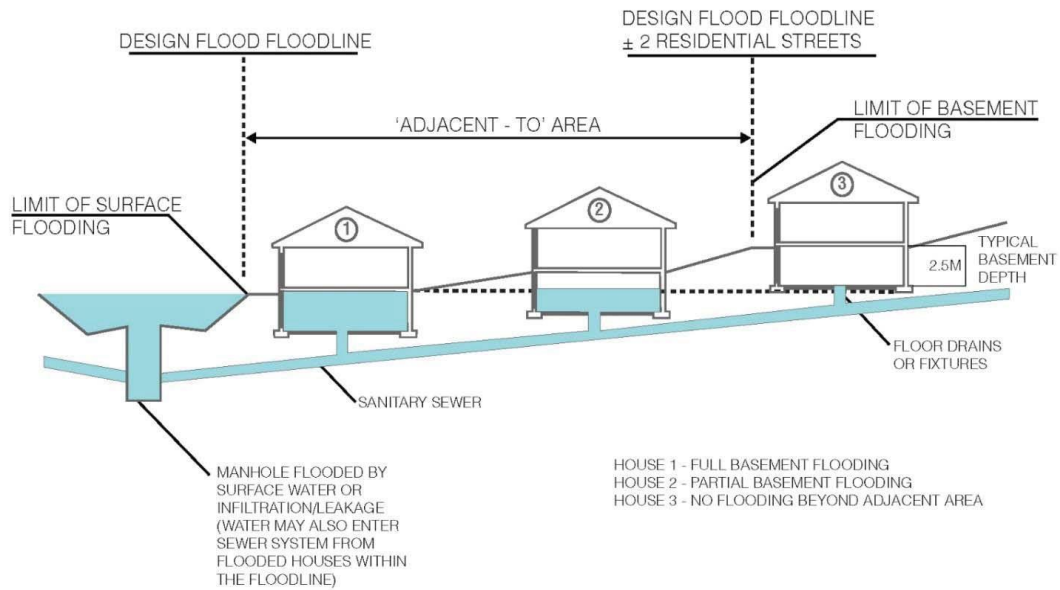 DESIGN FLOOD FLOODLINE
DESIGN FLOOD FLOODLINE
± 2 RESIDENTIAL STREETS
'ADJACENT - TO' AREA
LIMIT OF BASEMENT
FLOODING
LIMIT OF SURFACE
FLOODING
1
2
3
2.5M
TYPICAL
BASEMENT
DEPTH
FLOOR DRAINS
OR FIXTURES
SANITARY SEWER
MANHOLE FLOODED BY
SURFACE WATER OR
INFILTRATION/LEAKAGE
(WATER MAY ALSO ENTER
SEWER SYSTEM FROM
FLOODED HOUSES WITHIN
THE FLOODLINE)
HOUSE 1 - FULL BASEMENT FLOODING
HOUSE 2 - PARTIAL BASEMENT FLOODING
HOUSE 3 - NO FLOODING BEYOND ADJACENT AREA